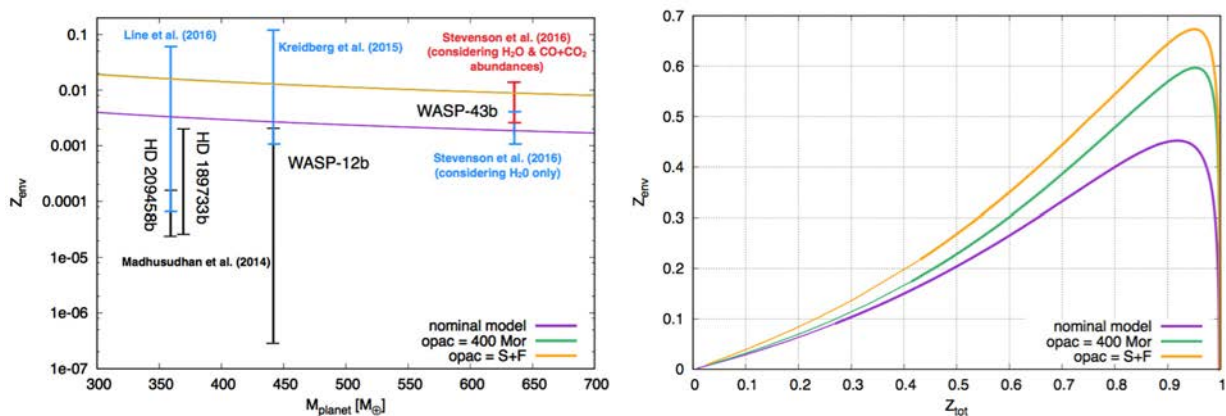 0.1
0.01
0.001
0.0001
1e-05
1e-06
1e-07
Z_env
Line et al. (2016)
Kreidberg et al. (2015)
Stevenson et al. (2016)
(considering H₂O & CO+CO₂
abundances)
WASP-43b
HD 209458b
HD 189733b
WASP-12b
Stevenson et al. (2016)
(considering H₂0 only)
Madhusudhan et al. (2014)
nominal model
opac = 400 Mor
opac = S+F
300
350
400
450
500
550
600
650
700
M_planet [M_⊕]
0.7
0.6
0.5
0.4
0.3
0.2
0.1
0
Z_env
nominal model
opac = 400 Mor
opac = S+F
0
0.1
0.2
0.3
0.4
0.5
0.6
0.7
0.8
0.9
1
Z_tot